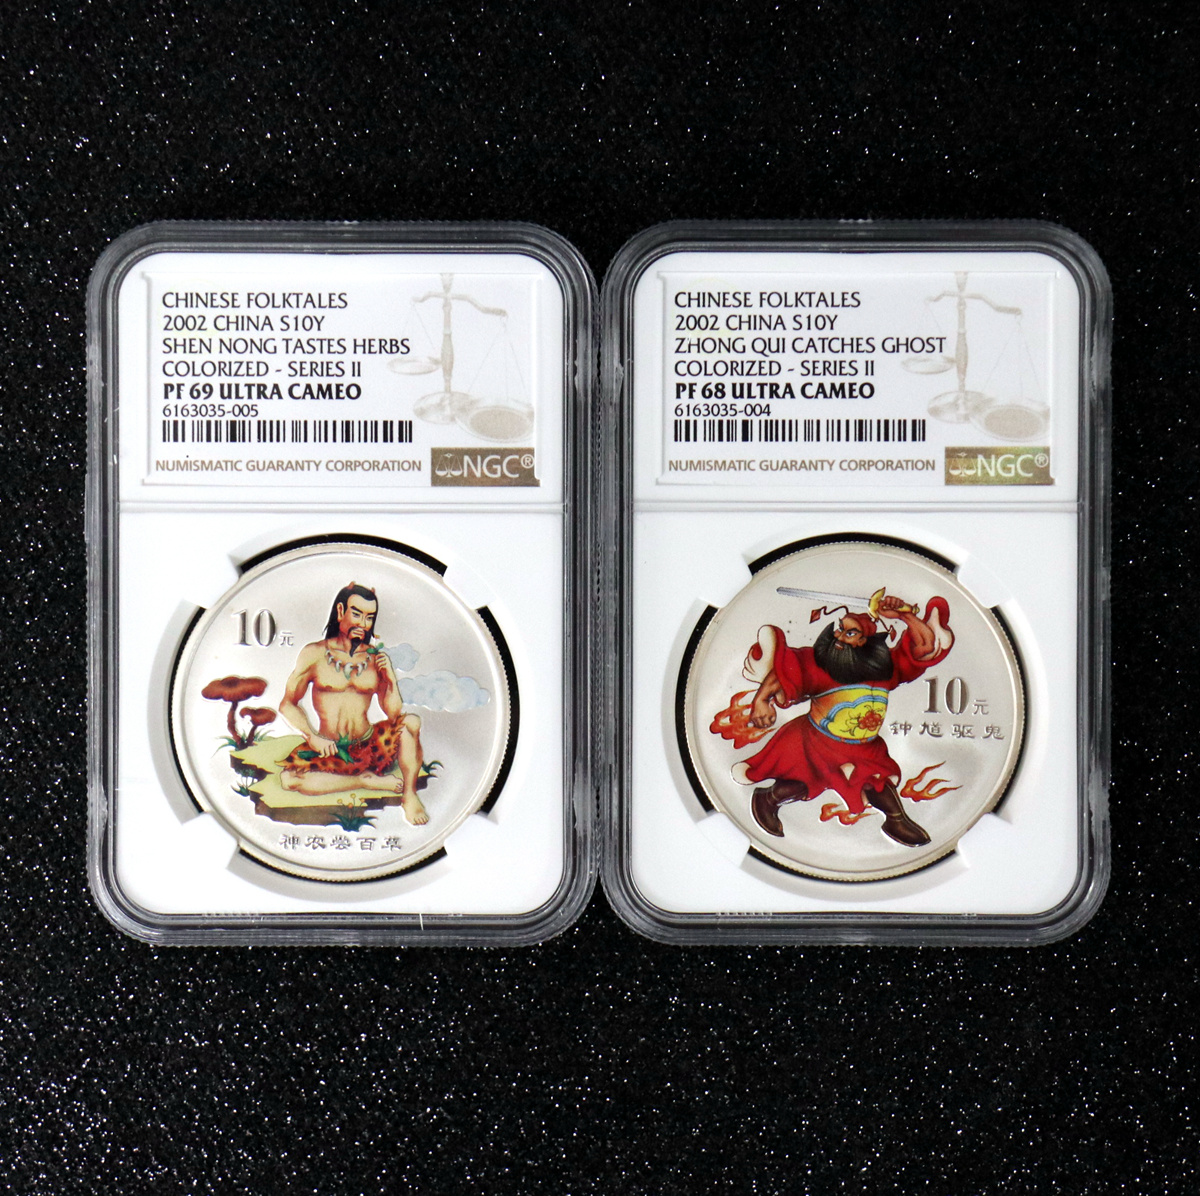 CHINESE FOLKTALES
2002 CHINA S10Y
SHEN NONG TASTES HERBS
COLORIZED - SERIES II
PF 69 ULTRA CAMEO
6163035-005
NUMISMATIC GUARANTY CORPORATION
NGC®
10元
神农尝百草
CHINESE FOLKTALES
2002 CHINA S10Y
ZHONG QUI CATCHES GHOST
COLORIZED - SERIES II
PF 68 ULTRA CAMEO
6163035-004
NUMISMATIC GUARANTY CORPORATION
NGC®
10元
钟馗驱鬼